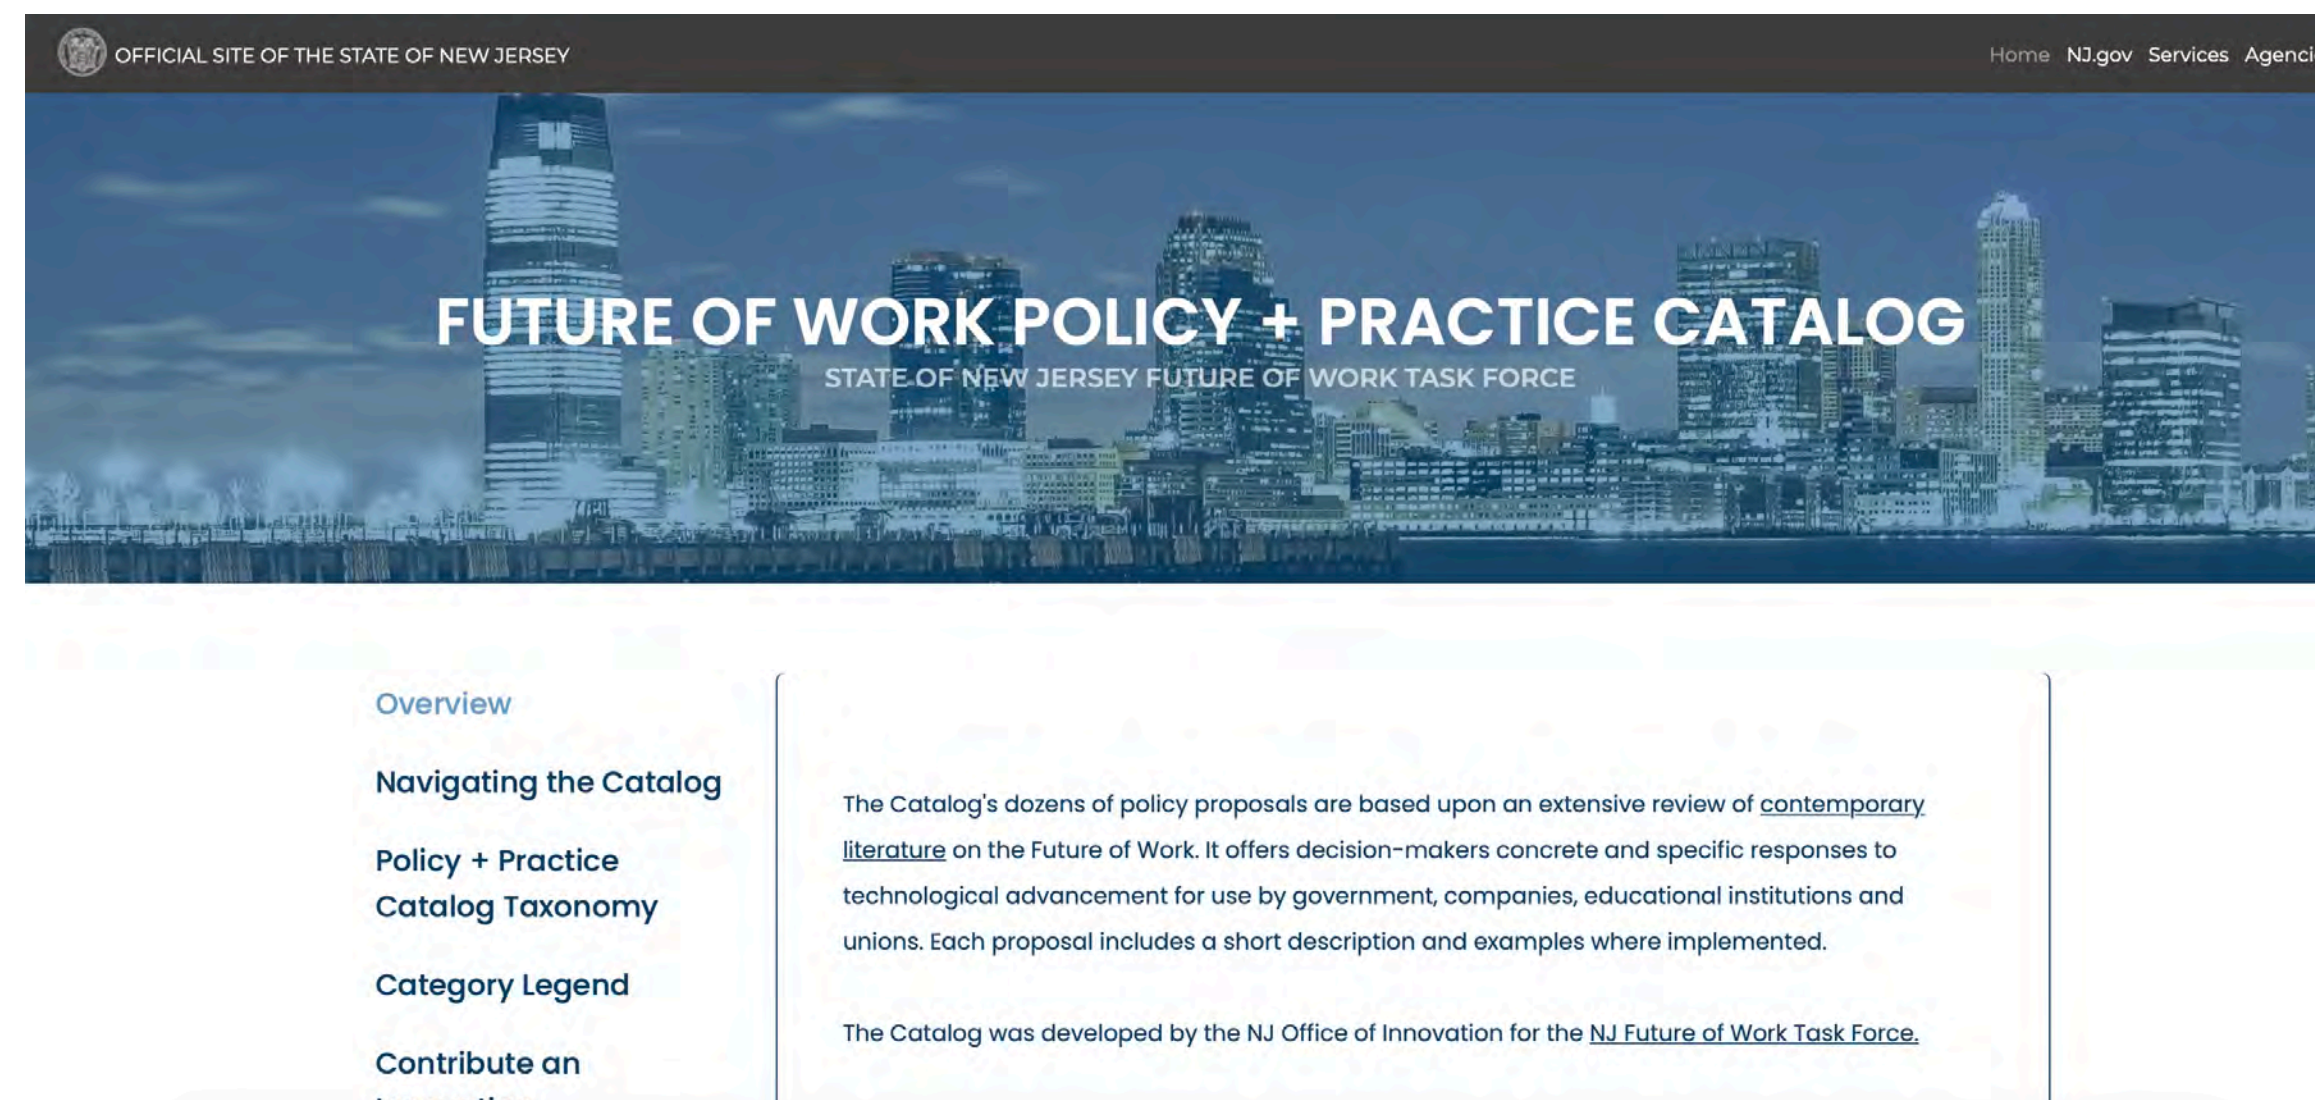 OFFICIAL SITE OF THE STATE OF NEW JERSEY
Home NJ.gov Services
FUTURE OF WORK POLICY + PRACTICE CATALOG
STATE OF NEW JERSEY FUTURE OF WORK TASK FORCE
Overview
Navigating the Catalog
Policy + Practice
Catalog Taxonomy
Category Legend
Contribute an
The Catalog's dozens of policy proposals are based upon an extensive review of contemporary
literature on the Future of Work. It offers decision-makers concrete and specific responses to
technological advancement for use by government, companies, educational institutions and
unions. Each proposal includes a short description and examples where implemented.
The Catalog was developed by the NJ Office of Innovation for the NJ Future of Work Task Force.